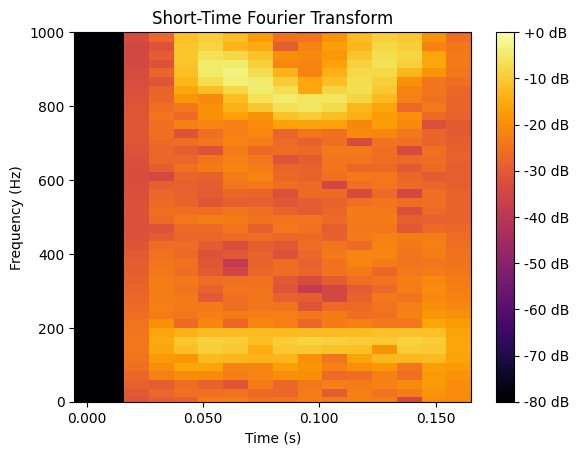 Short-Time Fourier Transform
1000
800
600
400
200
0
Frequency (Hz)
0.000
0.050
0.100
0.150
Time (s)
+0 dB
-10 dB
-20 dB
-30 dB
-40 dB
-50 dB
-60 dB
-70 dB
-80 dB